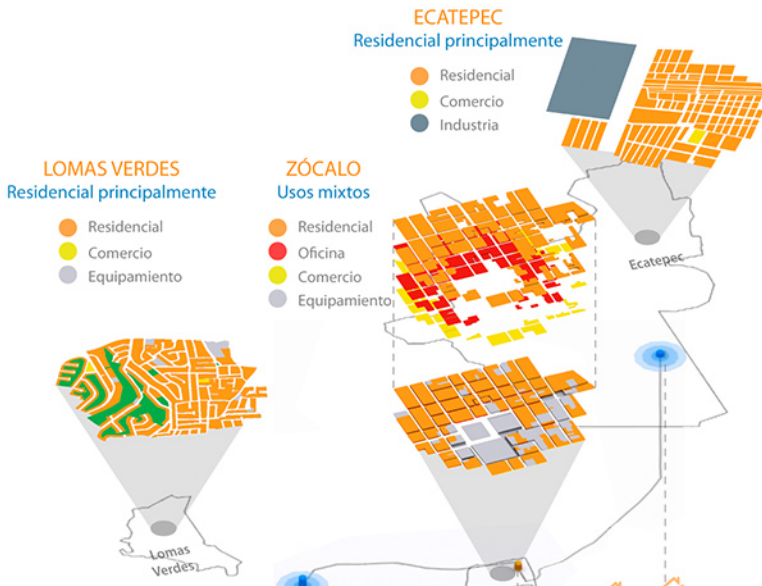 ECATEPEC
Residencial principalmente
Residencial
Comercio
Industria
LOMAS VERDES
Residencial principalmente
Residencial
Comercio
Equipamiento
ZÓCALO
Usos mixtos
Residencial
Oficina
Comercio
Equipamiento
Ecatepec
Lomas
Verdes